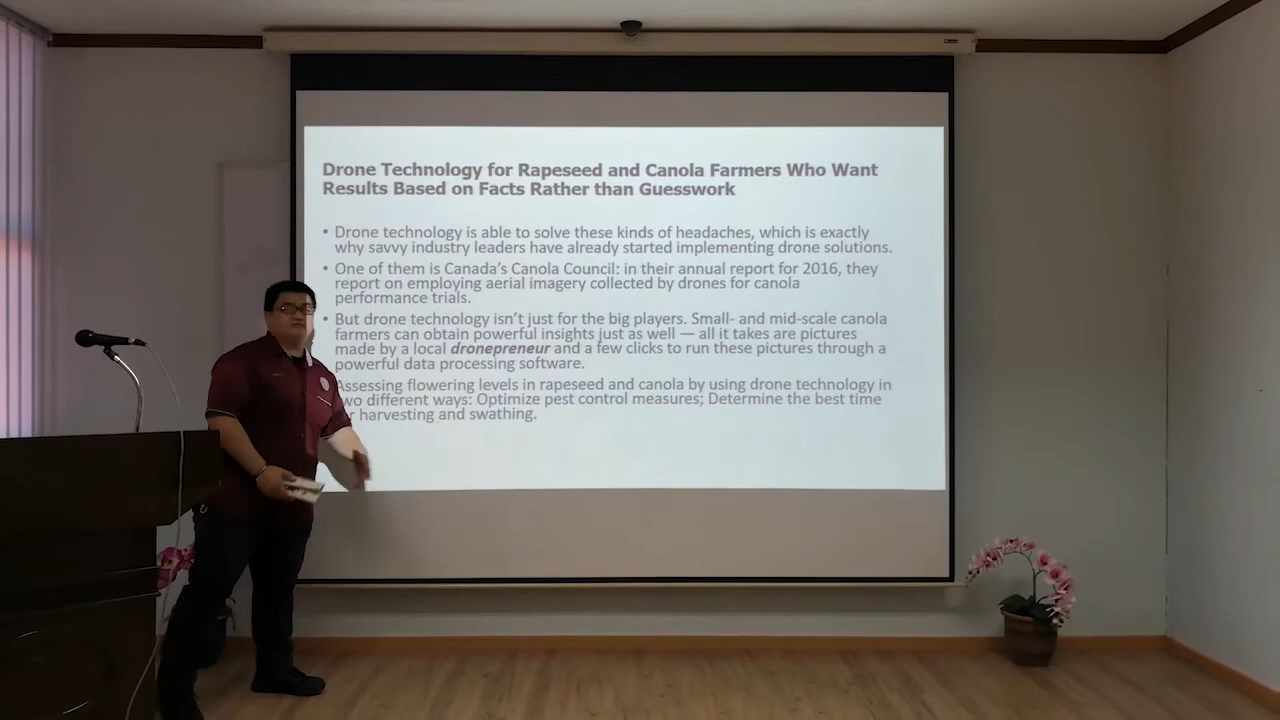 Drone Technology for Rapeseed and Canola Farmers Who Want
Results Based on Facts Rather than Guesswork
• Drone technology is able to solve these kinds of headaches, which is exactly
why savvy industry leaders have already started implementing drone solutions.
• One of them is Canada's Canola Council: in their annual report for 2016, they
report on employing aerial imagery collected by drones for canola
performance trials.
• But drone technology isn't just for the big players. Small- and mid-scale canola
farmers can obtain powerful insights just as well — all it takes are pictures
made by a local dronepreneur and a few clicks to run these pictures through a
powerful data processing software.
Assessing flowering levels in rapeseed and canola by using drone technology in
wo different ways: Optimize pest control measures; Determine the best time
r harvesting and swathing.